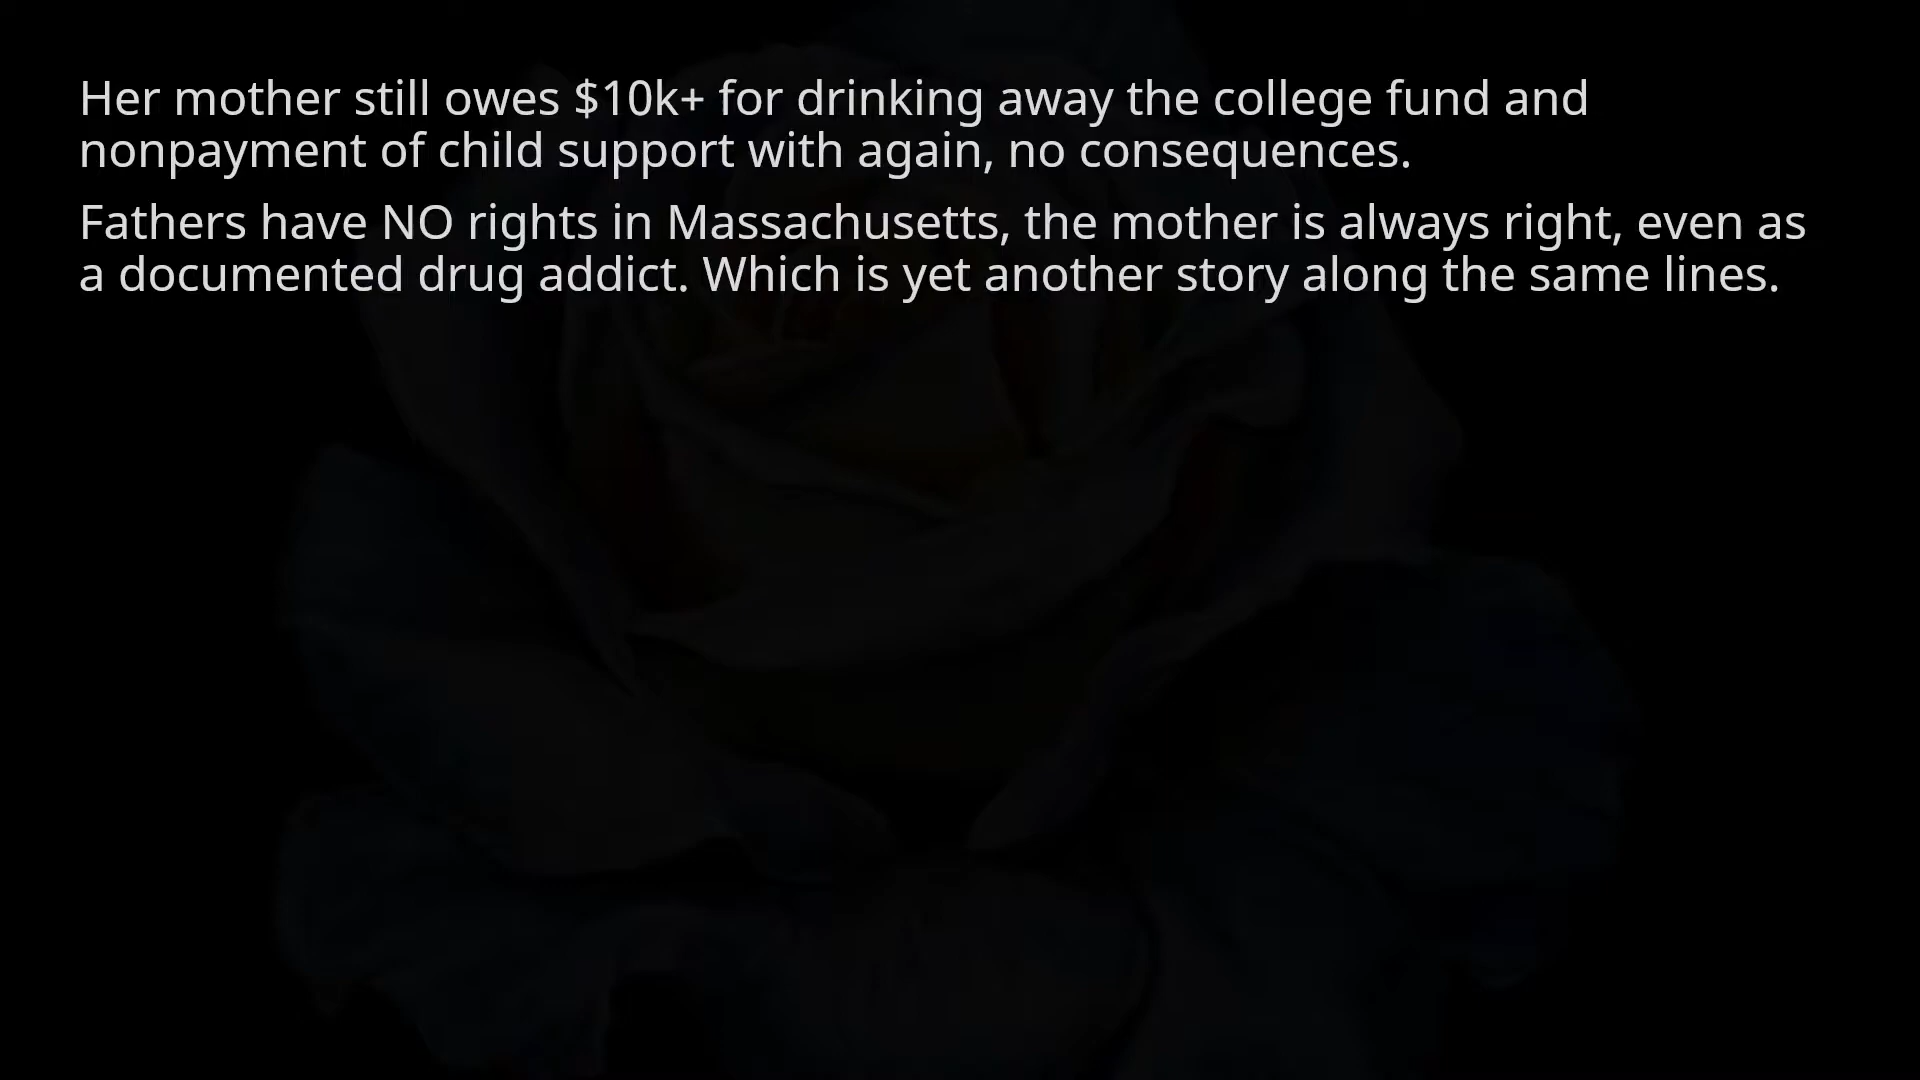 Her mother still owes $10k+ for drinking away the college fund and
nonpayment of child support with again, no consequences.
Fathers have NO rights in Massachusetts, the mother is always right, even as
a documented drug addict. Which is yet another story along the same lines.